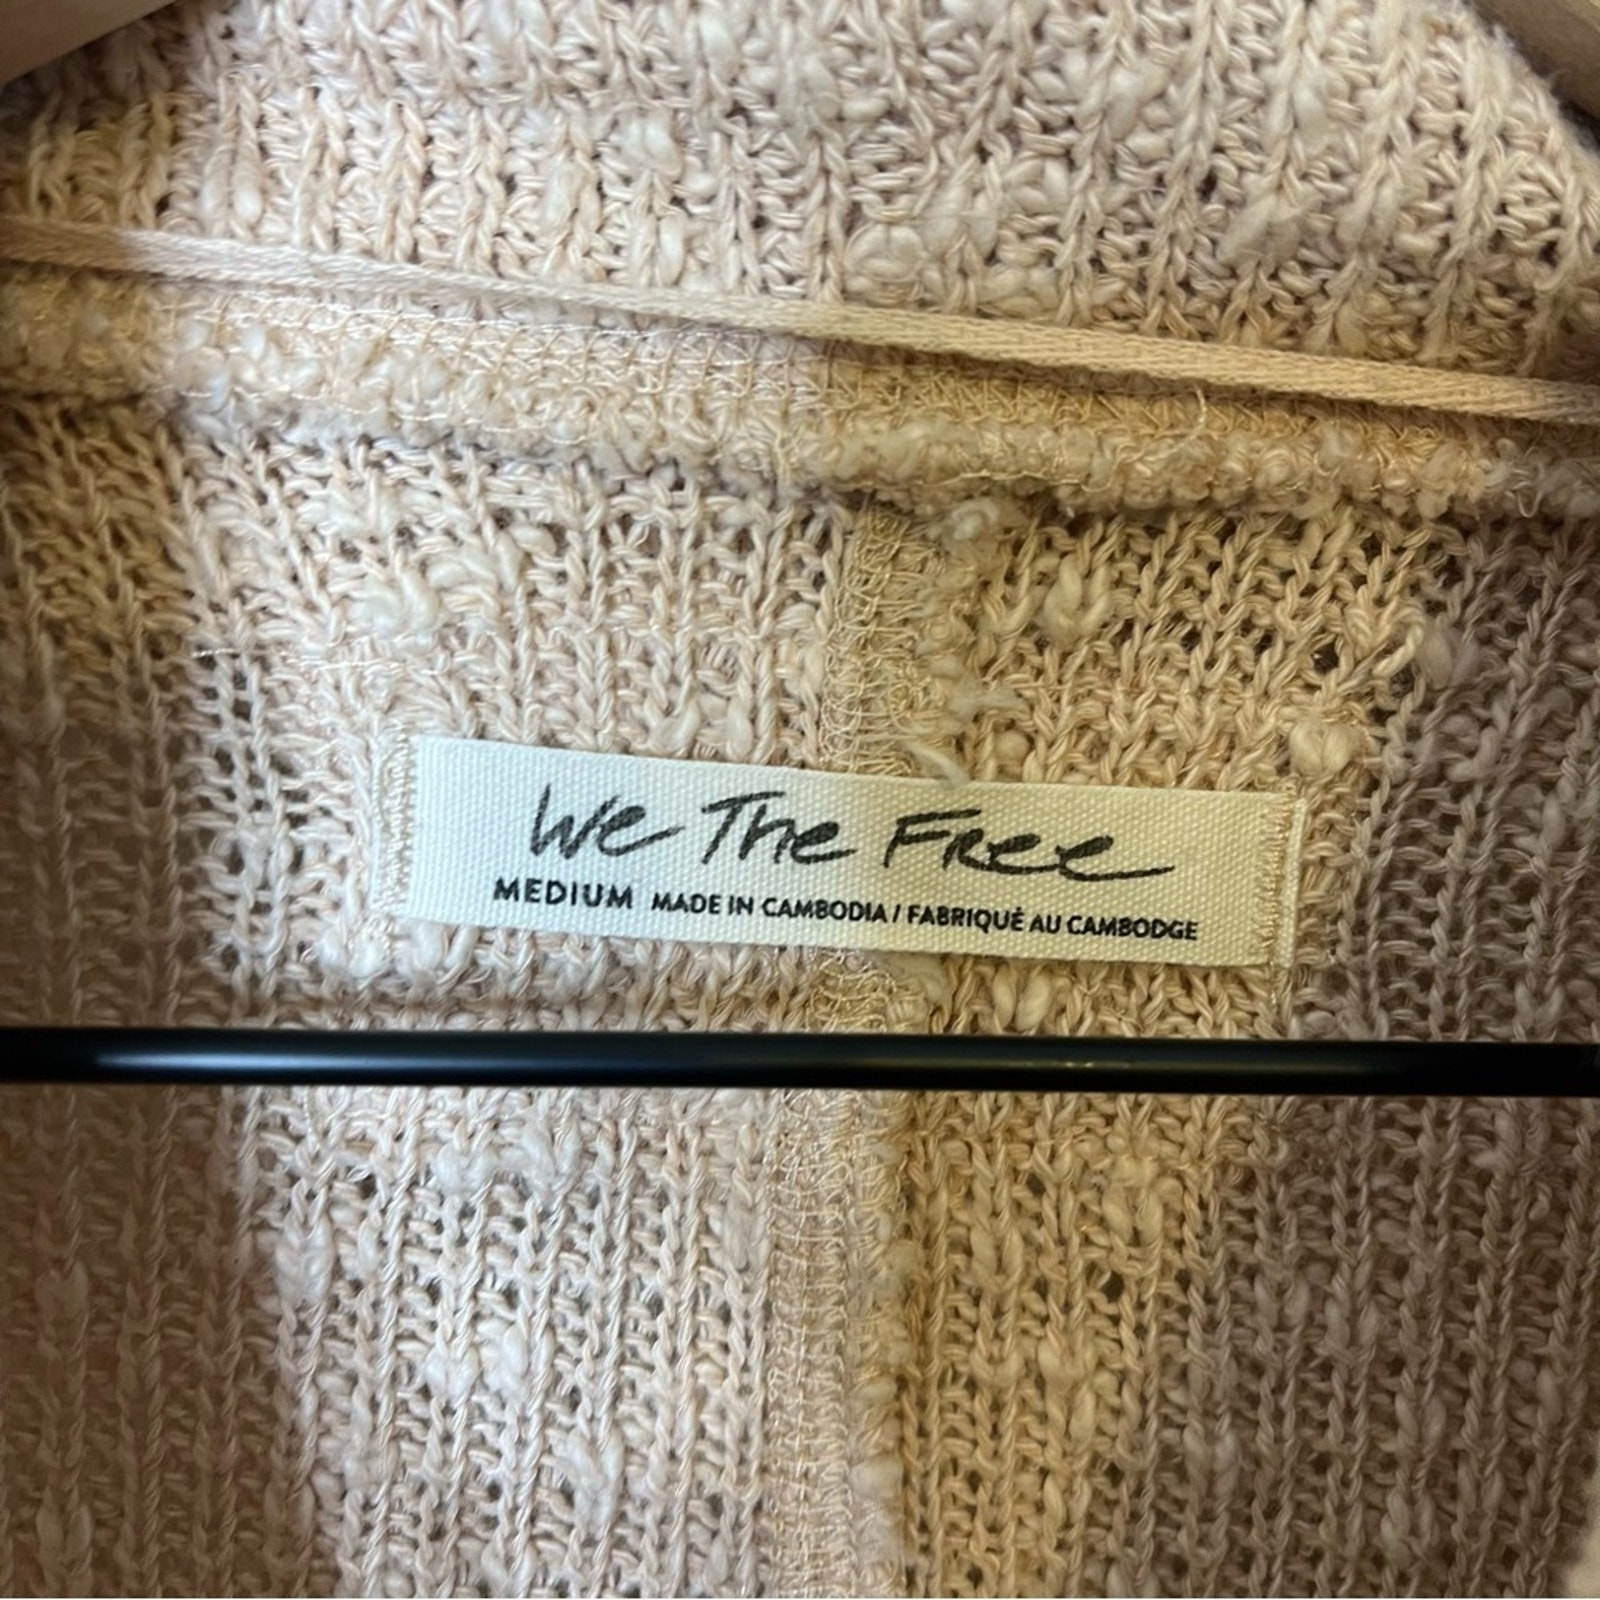 We The Free
MEDIUM MADE IN CAMBODIA / FABRIQUÉ AU CAMBODGE